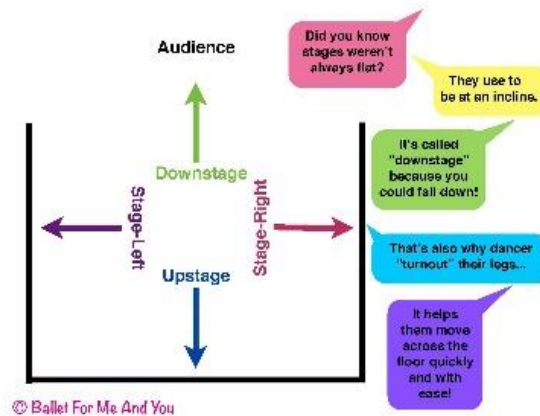 Audience
Did you know
stages weren't
always flat?
They use to
be at an incline.
It's called
"downstage"
because you
could fall down!
Downstage
Stage-Left
Stage-Right
Upstage
That's also why dancer
"turnout" their legs...
It helps
them move
across the
floor quickly
and with
ease!
© Ballet For Me And You